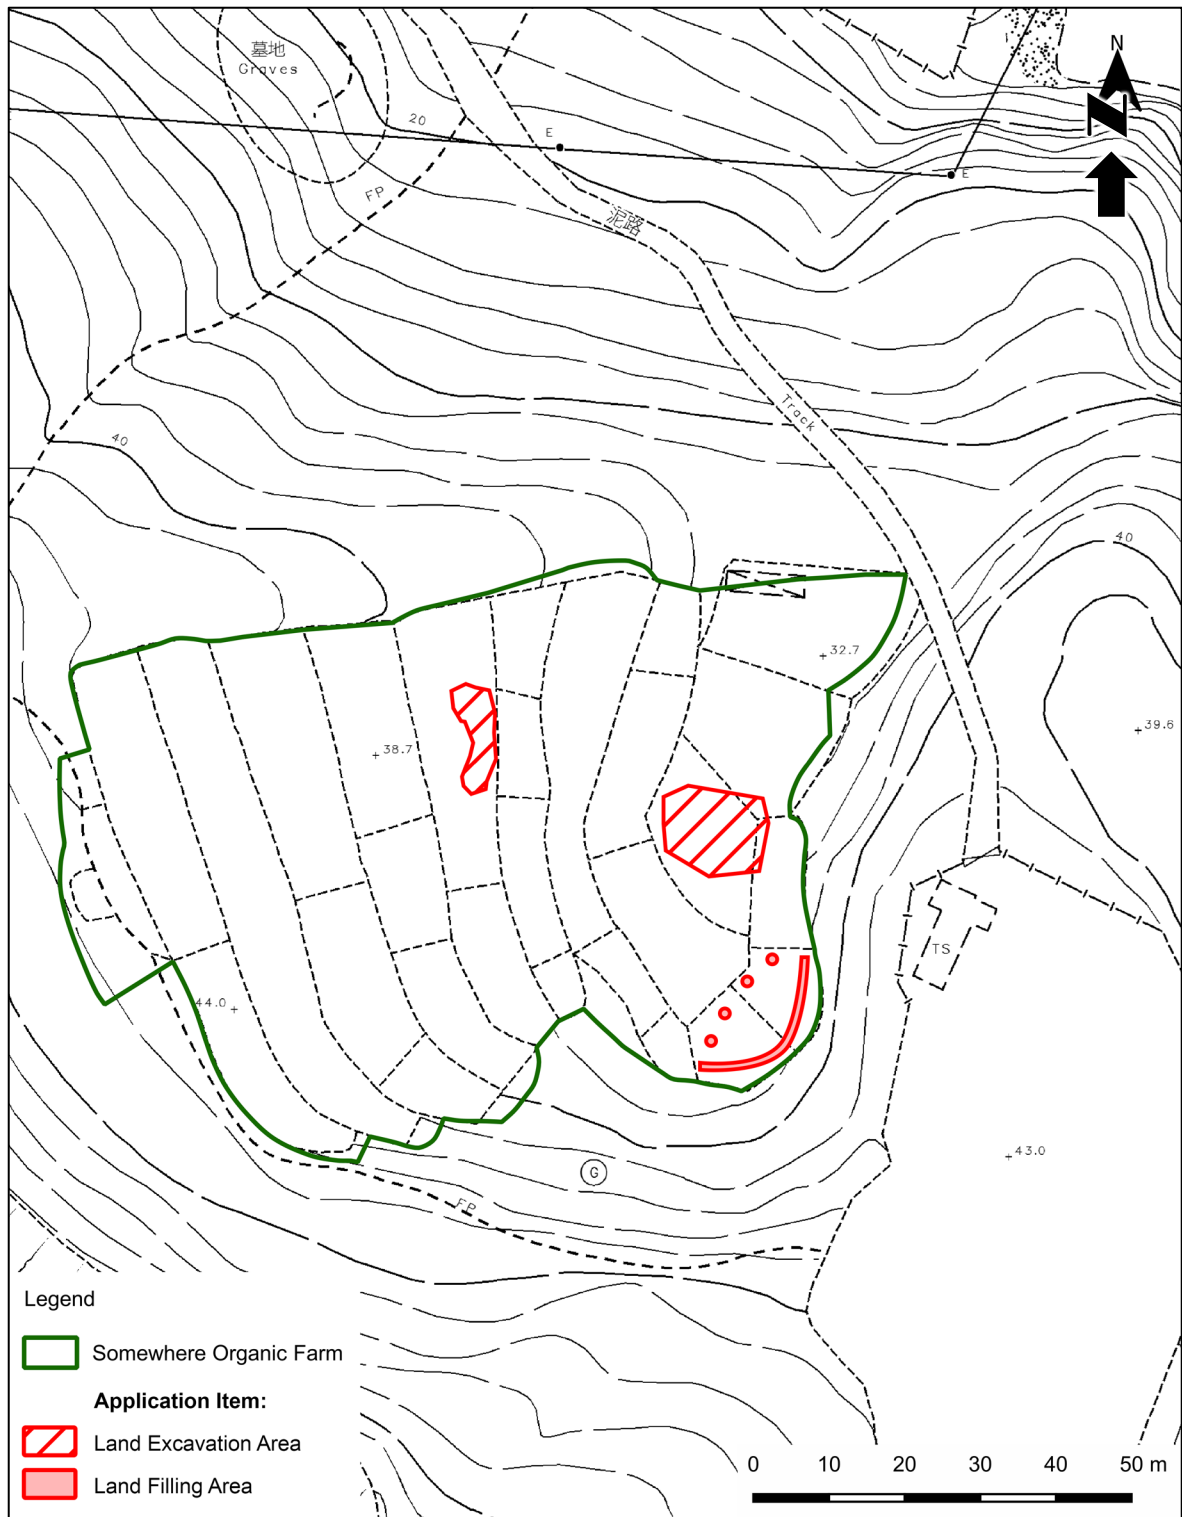 墓地
Graves
N
20
E
E
FP
泥路
Track
40
40
32.7
39.6
38.7
TS
44.0
43.0
G
FP
Legend
Somewhere Organic Farm
Application Item:
Land Excavation Area
Land Filling Area
0 10 20 30 40 50 m